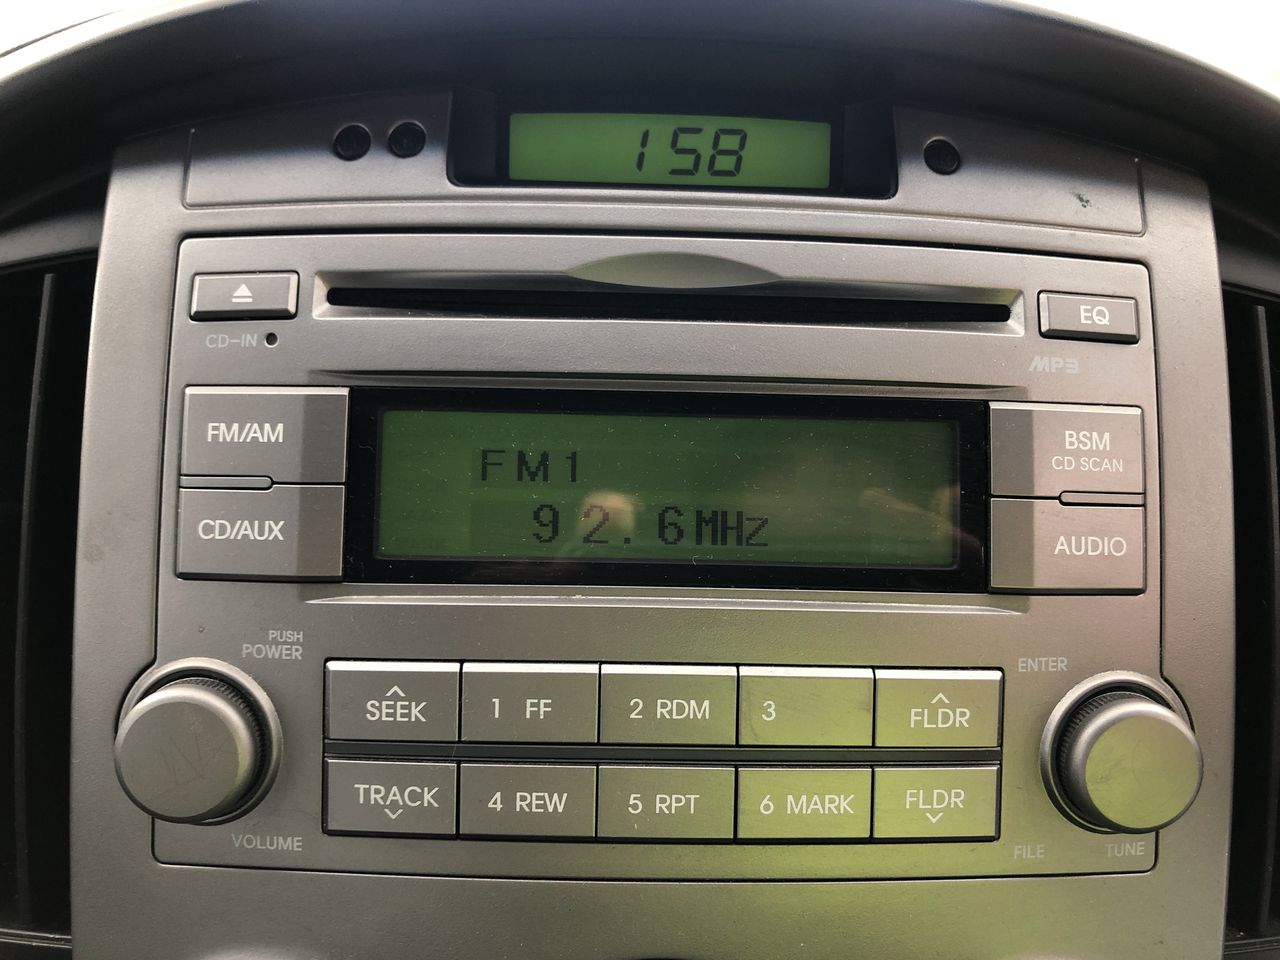 158
EQ
CD-IN
MP3
FM/AM
FM1
BSM
CD SCAN
CD/AUX
92.6MHz
AUDIO
PUSH
POWER
ENTER
SEEK
1 FF
2 RDM
3
FLDR
TRACK
4 REW
5 RPT
6 MARK
FLDR
VOLUME
FILE
TUNE